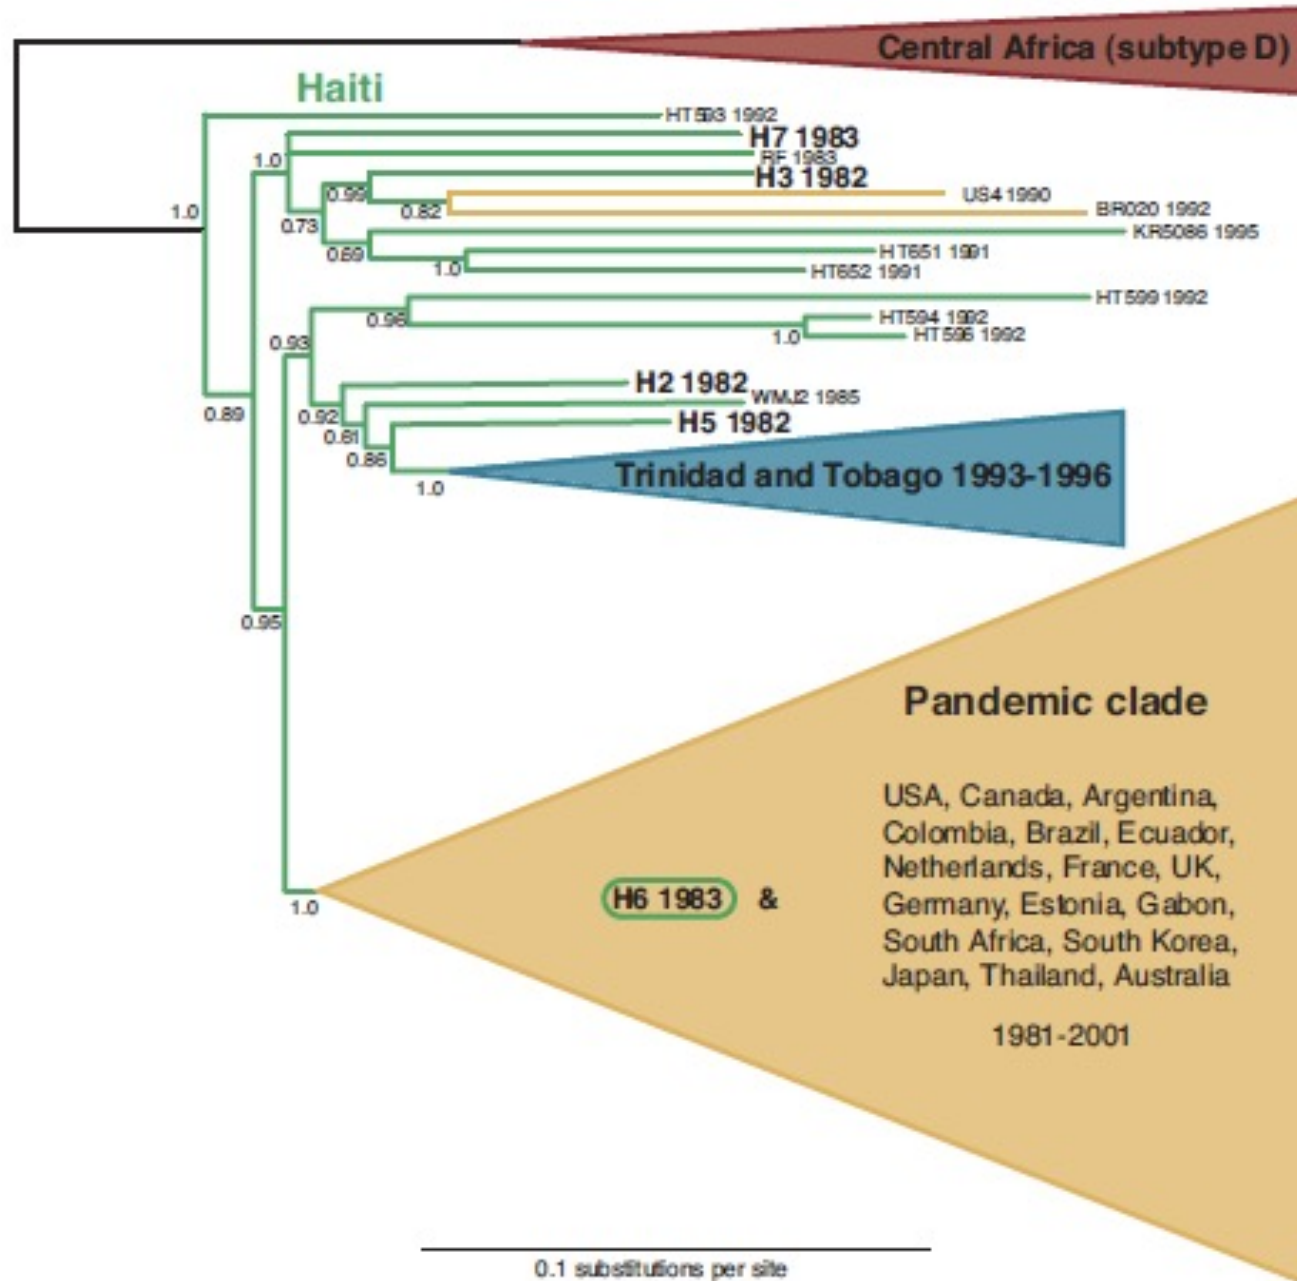 Central Africa (subtype D)
Haiti
HT593 1992
H7 1983
1.0
RF 1983
H3 1982
0.99
US4 1990
1.0
0.82
BR020 1992
0.73
KR5086 1995
0.69
HT651 1991
1.0
HT652 1991
HT599 1992
0.96
HT594 1992
1.0
HT596 1992
0.93
H2 1982
WMJ2 1985
0.89
0.92
H5 1982
0.61
0.86
Trinidad and Tobago 1993-1996
1.0
0.95
Pandemic clade
USA, Canada, Argentina,
Colombia, Brazil, Ecuador,
Netherlands, France, UK,
H6 1983 &
Germany, Estonia, Gabon,
1.0
South Africa, South Korea,
Japan, Thailand, Australia
1981-2001
0.1 substitutions per site